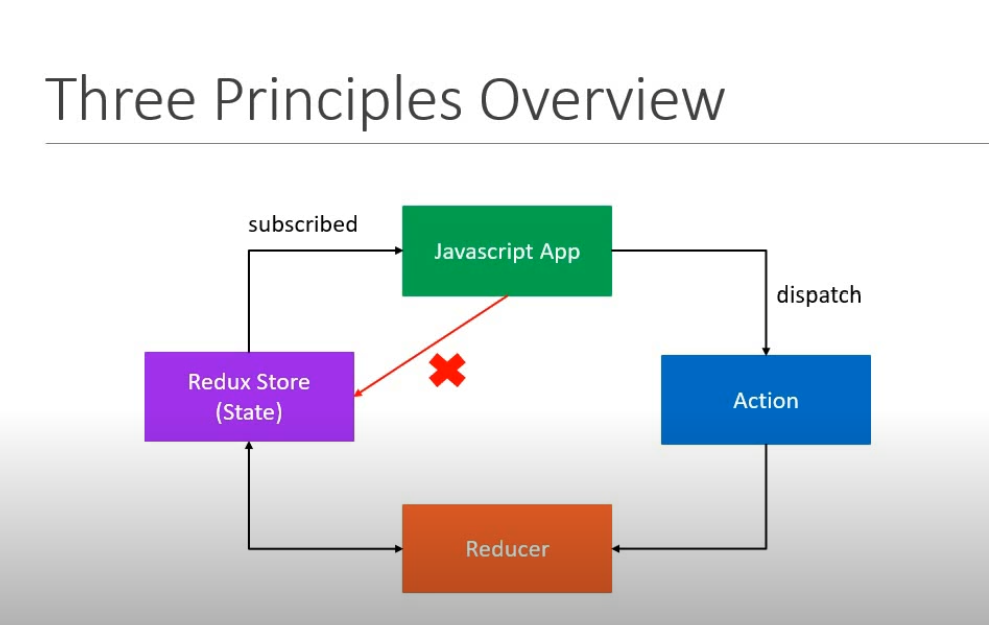 Three Principles Overview
subscribed
Javascript App
dispatch
Redux Store
(State)
Action
Reducer